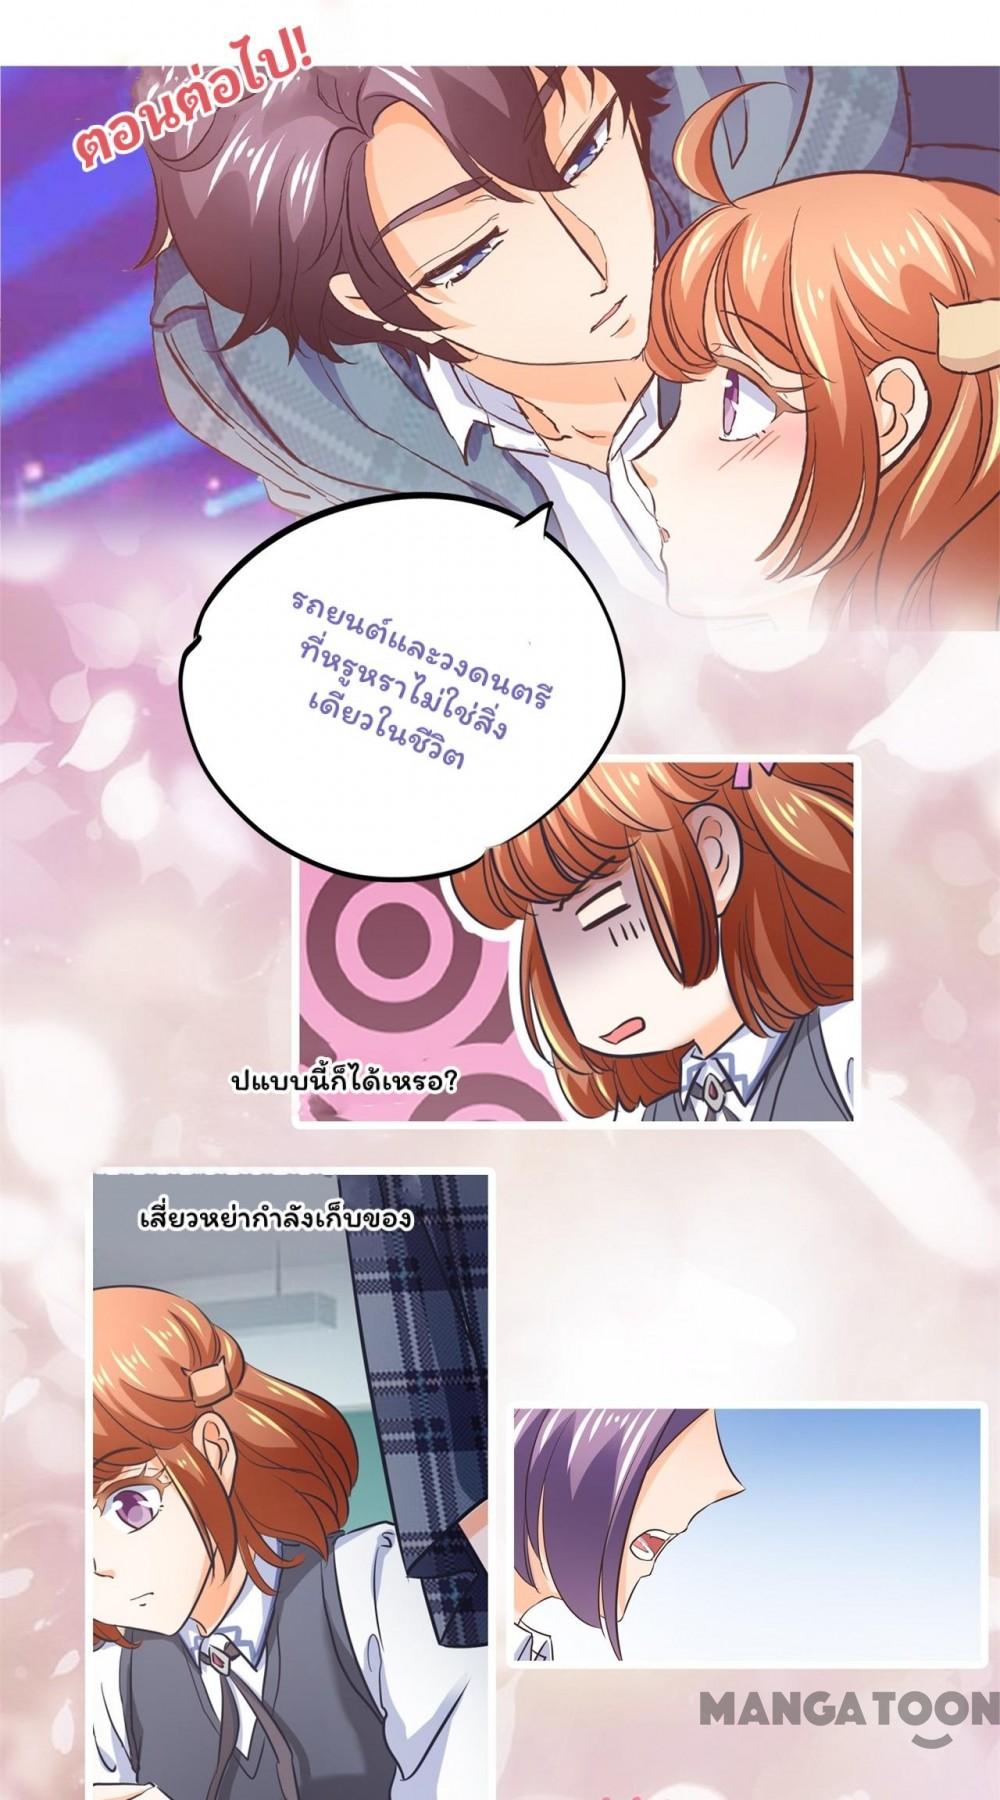 ตอนต่อไป!
รถยนต์และวงดนตรี
ที่หรูหราไม่ใช่สิ่ง
เดียวในชีวิต
ปแบบนี้ก็ได้เหรอ?
เสี่ยวหย่ากำลังเก็บของ
MANGATOON